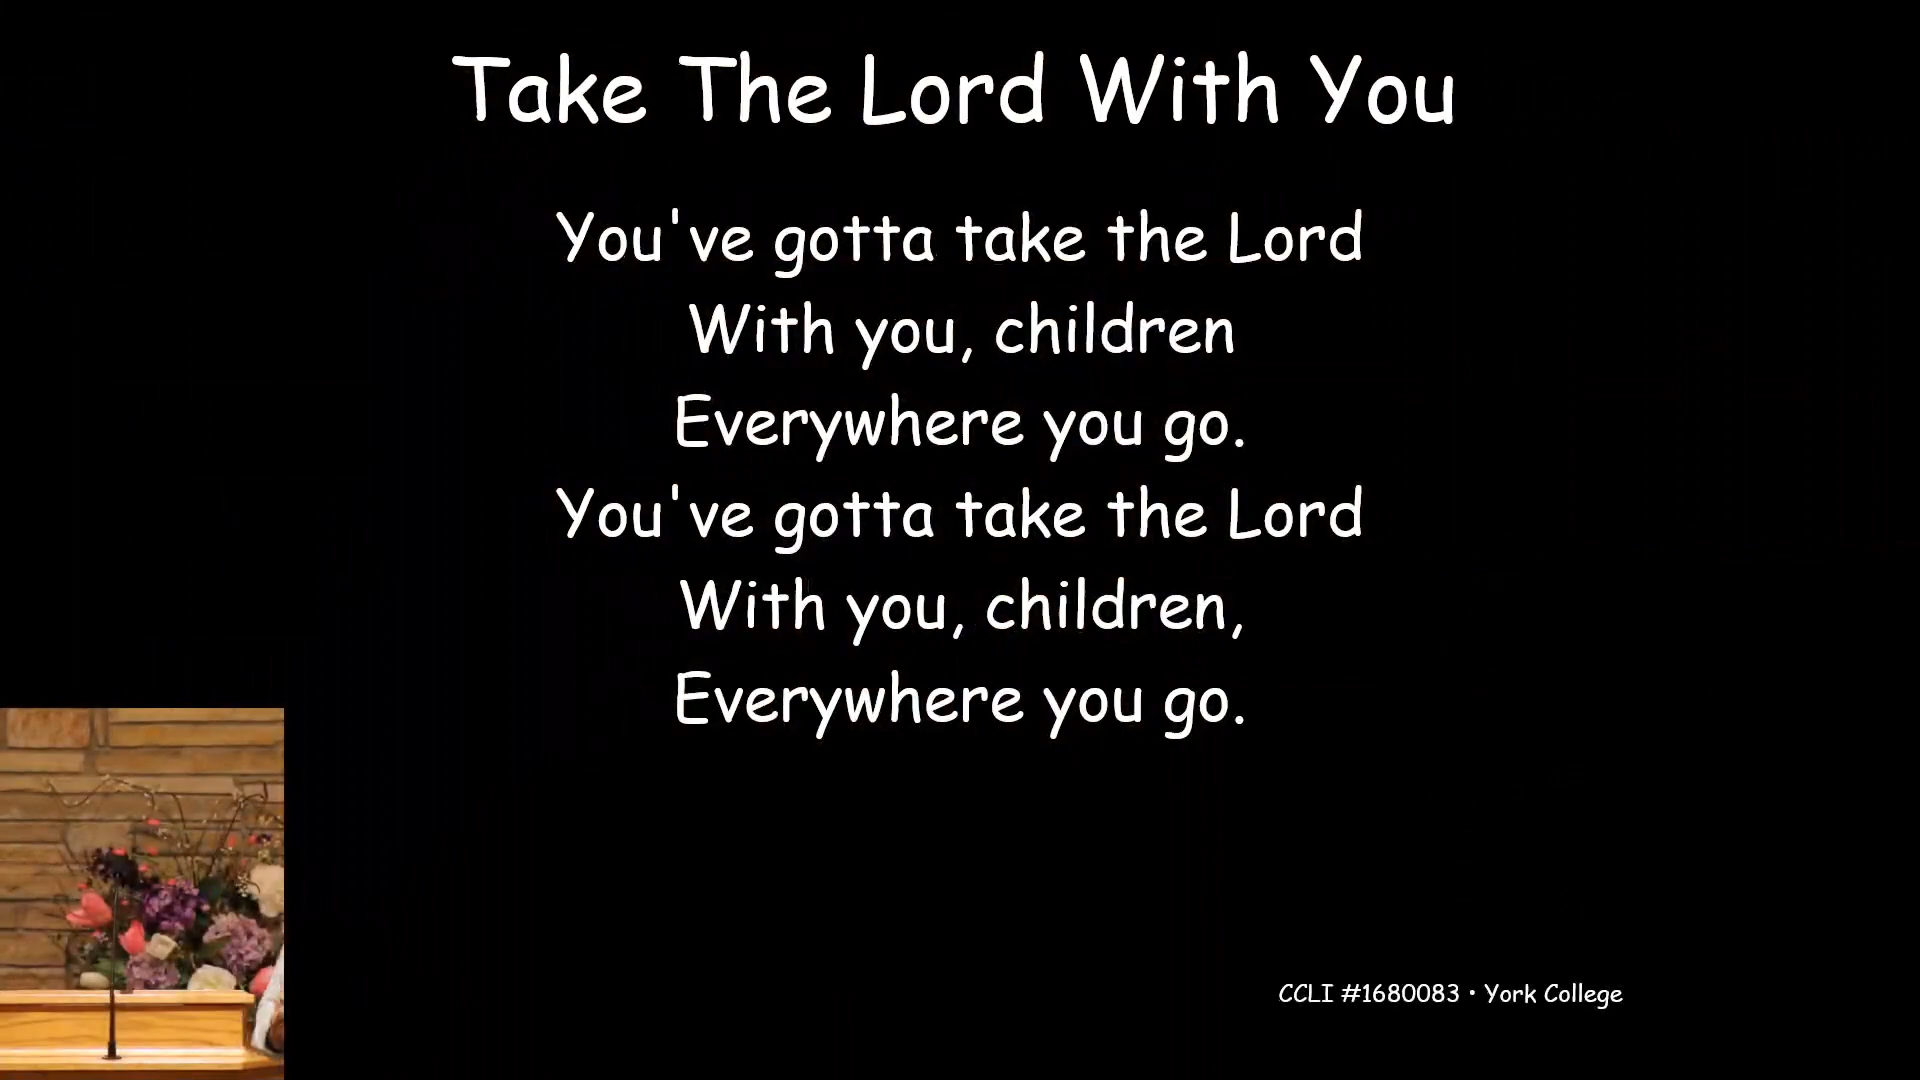 Take The Lord With You
You've gotta take the Lord
With you, children
Everywhere you go.
You've gotta take the Lord
With you, children,
Everywhere you go.
CCLI #1680083 • York College